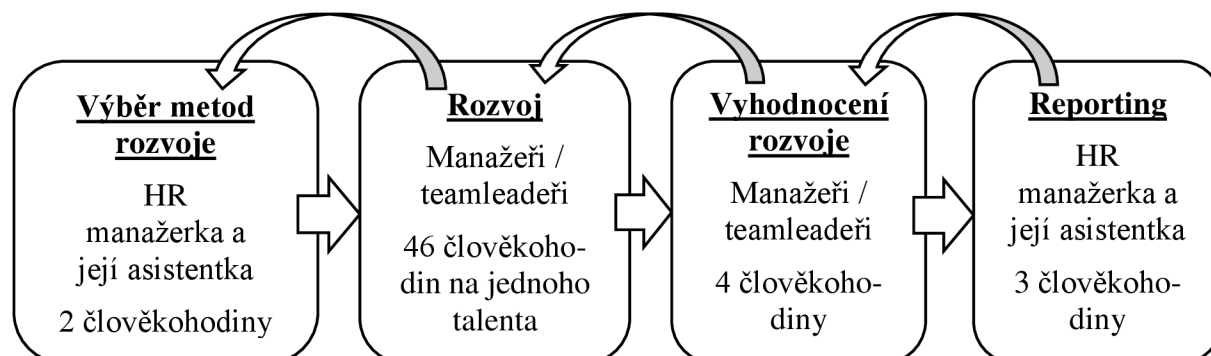 Výběr metod
rozvoje
HR
manažerka a
její asistentka
2 člověkohodiny
Rozvoj
Manažeři /
teamleadeři
46 člověkoho-
din na jednoho
talenta
Vyhodnocení
rozvoje
Manažeři /
teamleadeři
4 člověkoho-
diny
Reporting
HR
manažerka a
její asistentka
3 člověkoho-
diny